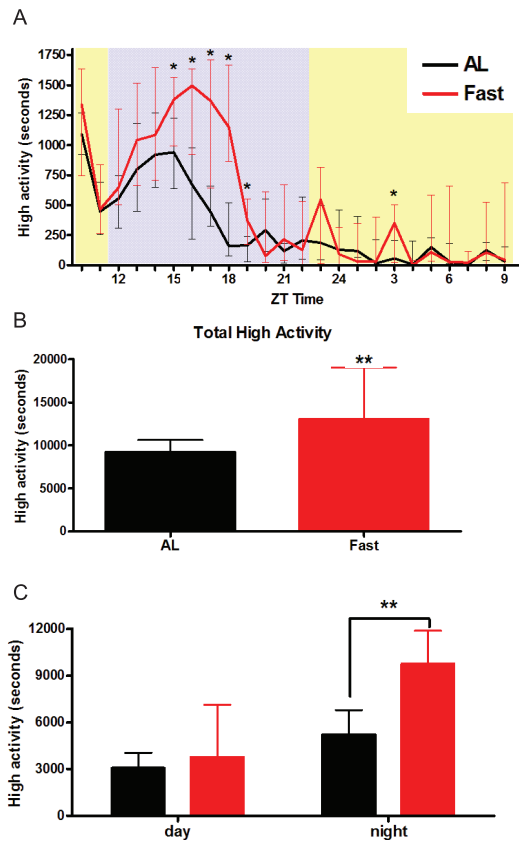 A
1750
1500
1250
1000
750
500
250
0
High activity (seconds)
* * * * * *
AL
Fast
12 15 18 21 24 3 6 9
ZT Time
B
Total High Activity
20000
15000
10000
5000
0
High activity (seconds)
**
AL Fast
C
12000
9000
6000
3000
0
High activity (seconds)
**
day night